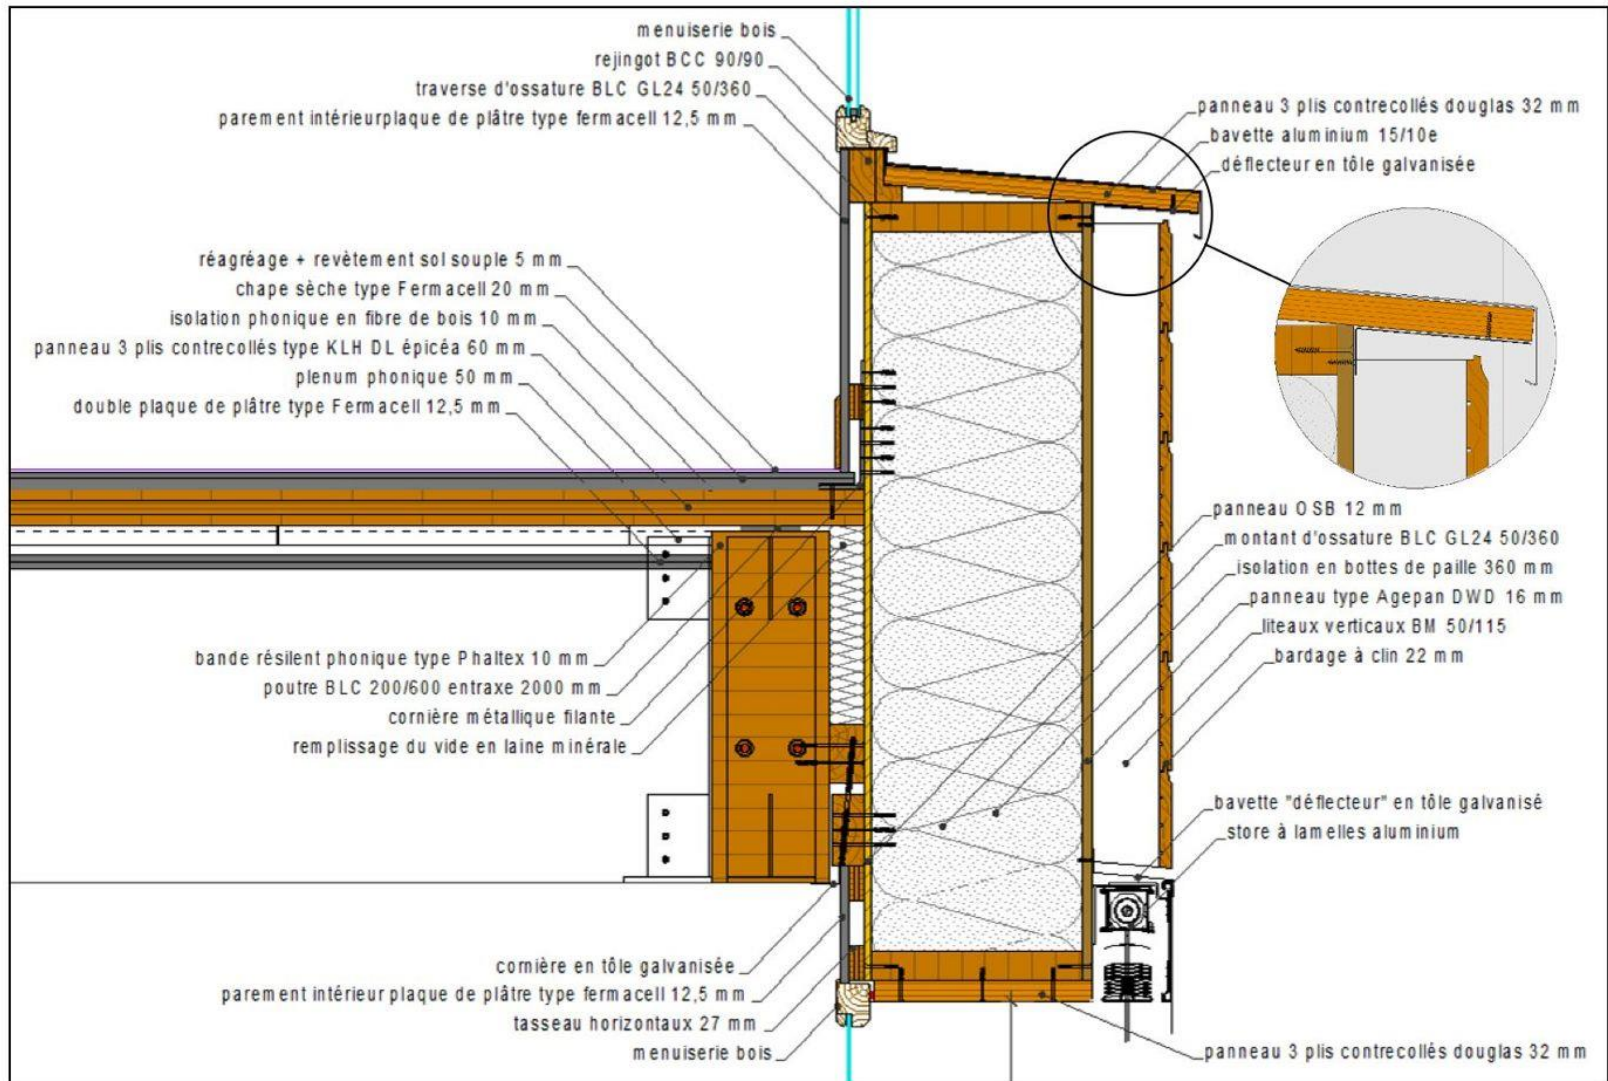 menuiserie bois
rejingot BCC 90/90
traverse d'ossature BLC GL24 50/360
parement intérieurplaque de plâtre type fermacell 12,5 mm
panneau 3 plis contrecollés douglas 32 mm
bavette aluminium 15/10e
déflecteur en tôle galvanisée
réagréage + revètement sol souple 5 mm
chape sèche type Fermacell 20 mm
isolation phonique en fibre de bois 10 mm
panneau 3 plis contrecollés type KLH DL épicéa 60 mm
plenum phonique 50 mm
double plaque de plâtre type Fermacell 12,5 mm
panneau OSB 12 mm
montant d'ossature BLC GL24 50/360
isolation en bottes de paille 360 mm
panneau type Agepan DWD 16 mm
liteaux verticaux BM 50/115
bardage à clin 22 mm
bande résilent phonique type Phaltex 10 mm
poutre BLC 200/600 entraxe 2000 mm
cornière métallique filante
remplissage du vide en laine minérale
bavette "déflecteur" en tôle galvanisé
store à lamelles aluminium
cornière en tôle galvanisée
parement intérieur plaque de plâtre type fermacell 12,5 mm
tasseau horizontaux 27 mm
menuiserie bois
panneau 3 plis contrecollés douglas 32 mm